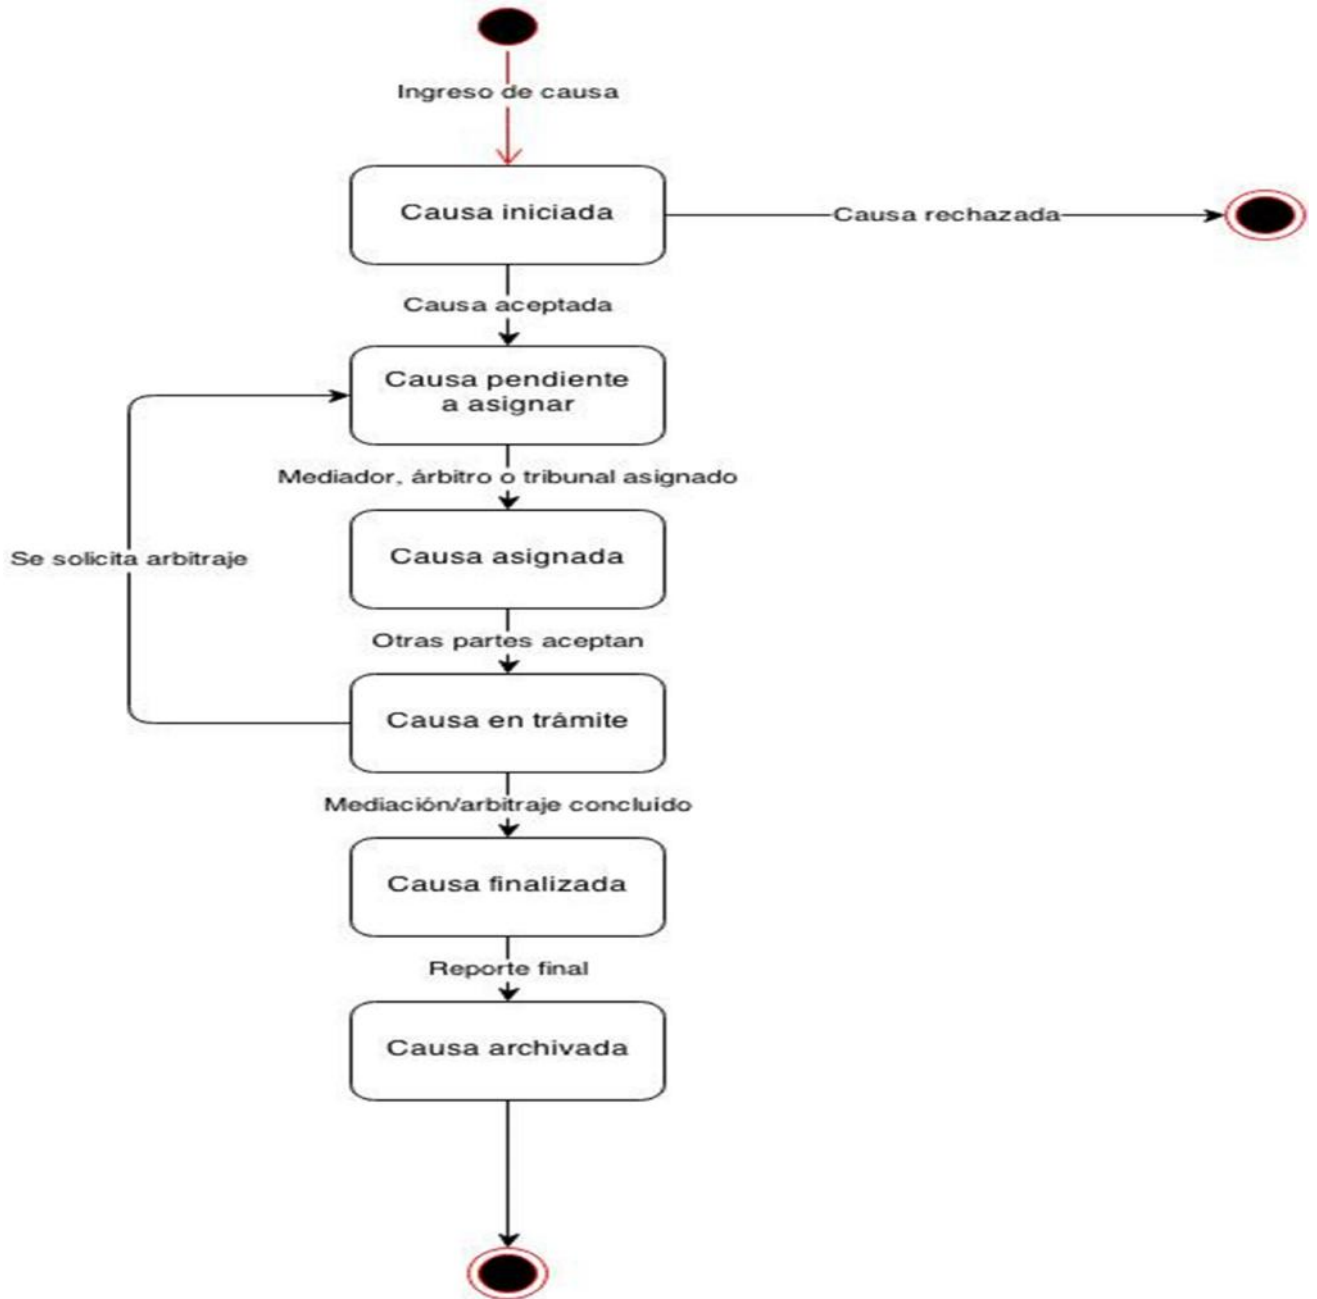 Ingreso de causa
Causa iniciada
Causa rechazada
Causa aceptada
Causa pendiente
a asignar
Mediador, árbitro o tribunal asignado
Causa asignada
Se solicita arbitraje
Otras partes aceptan
Causa en trámite
Mediación/arbitraje concluído
Causa finalizada
Reporte final
Causa archivada